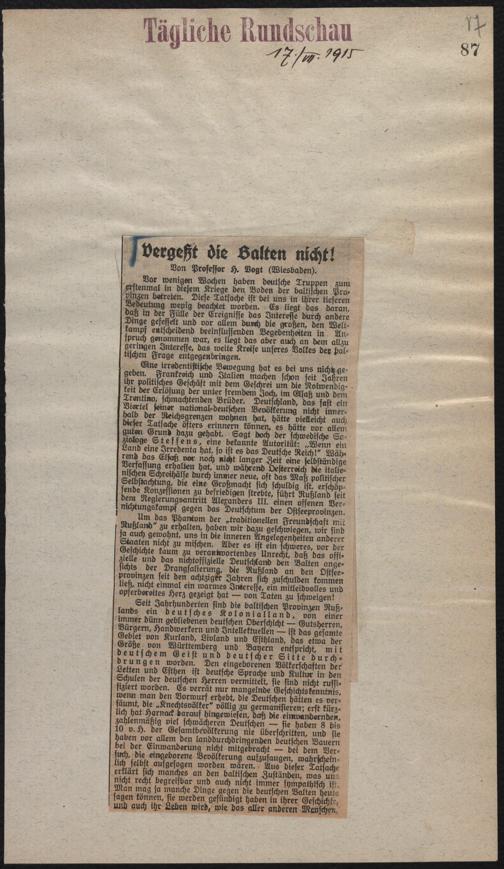 Tägliche Rundschau
17
17./VII. 1915
87
Vergeßt die Balten nicht!
Von Professor H. Vogt (Wiesbaden).
Vor wenigen Wochen haben deutsche Truppen zum
erstenmal in diesem Kriege den Boden der baltischen Pro-
vinzen betreten. Diese Tatsache ist bei uns in ihrer tieferen
Bedeutung wenig beachtet worden. Es liegt das daran,
daß in der Fülle der Ereignisse das Interesse durch andere
Dinge gefesselt und vor allem durch die großen, den Welt-
kampf entscheidend beeinflussenden Begebenheiten in An-
spruch genommen war, es liegt das aber auch an dem allzu
geringen Interesse, das weite Kreise unseres Volkes der bal-
tischen Frage entgegenbringen.
Eine irredentistische Bewegung hat es bei uns nicht ge-
geben. Frankreich und Italien machen schon seit Jahren
ihr politisches Geschäft mit dem Geschrei um die Notwendig-
keit der Erlösung der unter fremdem Joch, im Elsaß und dem
Trentino, schmachtenden Brüder. Deutschland, das fast ein
Viertel seiner national-deutschen Bevölkerung nicht inner-
halb der Reichsgrenzen wohnen hat, hätte vielleicht auch
dieser Tatsache öfters erinnern können, es hätte vor allem
guten Grund dazu gehabt. Sagt doch der schwedische So-
ziologe Steffens, eine bekannte Autorität: „Wenn ein
Land eine Irredenta hat, so ist es das Deutsche Reich!" Wäh-
rend das Elsaß vor noch nicht langer Zeit eine selbständige
Verfassung erhalten hat, und während Oesterreich die italie-
nischen Schreihälse durch immer neue, oft das Maß politischer
Selbstachtung, die eine Großmacht sich schuldig ist, erschöp-
fende Konzessionen zu befriedigen strebte, führt Rußland seit
dem Regierungsantritt Alexanders III. einen offenen Ver-
nichtungskampf gegen das Deutschtum der Ostseeprovinzen.
Um das Phantom der „traditionellen Freundschaft mit
Rußland" zu erhalten, haben wir dazu geschwiegen, wir sind
ja auch gewohnt, uns in die inneren Angelegenheiten anderer
Staaten nicht zu mischen. Aber es ist ein schweres, vor der
Geschichte kaum zu verantwortendes Unrecht, daß das offi-
zielle und das nichtoffizielle Deutschland den Balten ange-
sichts der Drangsalierung, die Rußland an den Ostsee-
provinzen seit den achtziger Jahren sich zuschulden kommen
ließ, nicht einmal ein warmes Interesse, ein mitleidvolles und
opferbereites Herz gezeigt hat — von Taten zu schweigen!
Seit Jahrhunderten sind die baltischen Provinzen Ruß-
lands ein deutsches Kolonialland, von einer
immer dünn gebliebenen deutschen Oberschicht — Gutsherren,
Bürgern, Handwerkern und Intellektuellen — ist das gesamte
Gebiet von Kurland, Livland und Esthland, das etwa der
Größe von Württemberg und Bayern entspricht, mit
deutschem Geist und deutscher Sitte durch-
drungen worden. Den eingeborenen Völkerschaften der
Letten und Esthen ist deutsche Sprache und Kultur in den
Schulen der deutschen Herren vermittelt, sie sind nicht russi-
fiziert worden. Es verrät nur mangelnde Geschichtskenntnis,
wenn man den Vorwurf erhebt, die Deutschen hätten es ver-
säumt, die „Knechtsvölker" völlig zu germanisieren; erst kürz-
lich hat Harnack darauf hingewiesen, daß die einwandernden,
zahlenmäßig viel schwächeren Deutschen — sie haben 8 bis
10 v.H. der Gesamtbevölkerung nie überschritten, und sie
haben vor allem den landdurchdringenden deutschen Bauern
bei der Einwanderung nicht mitgebracht — bei dem Ver-
such, die eingeborene Bevölkerung aufzusaugen, wahrschein-
lich selbst aufgesogen worden wären. Aus dieser Tatsache
erklärt sich manches an den baltischen Zuständen, was uns
nicht recht begreifbar und auch nicht immer sympathisch ist.
Man mag ja manche Dinge gegen die deutschen Balten heute
sagen können, sie werden gesündigt haben in ihrer Geschichte,
und auch ihr Leben wird, wie das aller anderen Menschen,